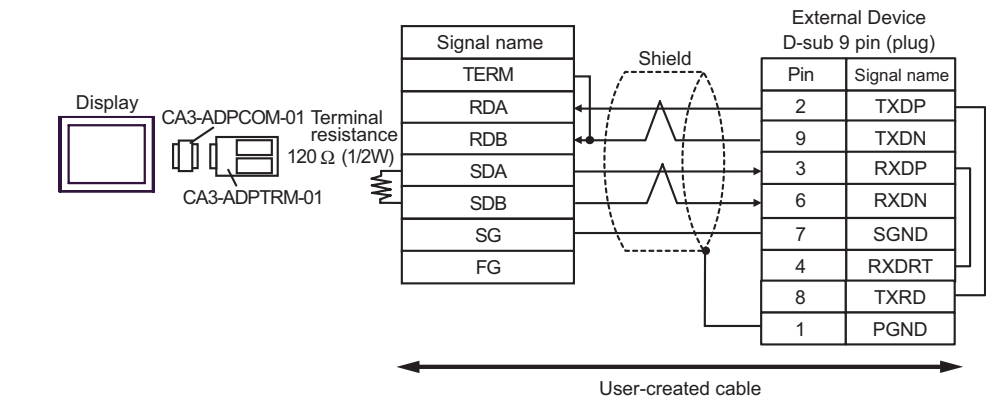 External Device
D-sub 9 pin (plug)
Signal name
Shield
Pin Signal name
TERM
RDA
RDB
SDA
SDB
SG
FG
2 TXDP
9 TXDN
3 RXDP
6 RXDN
7 SGND
4 RXDRT
8 TXRD
1 PGND
Display
CA3-ADPCOM-01
Terminal
resistance
120 Ω (1/2W)
CA3-ADPTRM-01
User-created cable